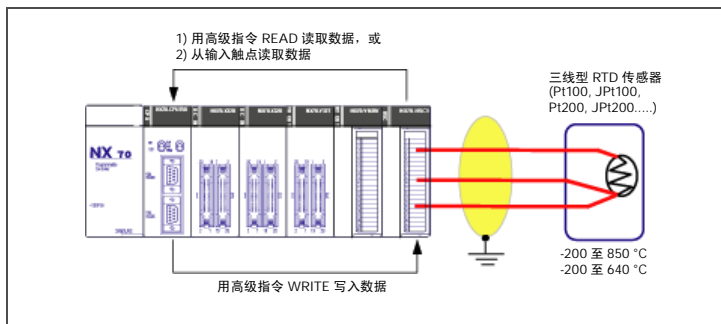 1) 用高级指令 READ 读取数据，或
2) 从输入触点读取数据
三线型 RTD 传感器
(Pt100, JPt100,
Pt200, JPt200.....)
NX 70
-200 至 850 °C
-200 至 640 °C
用高级指令 WRITE 写入数据